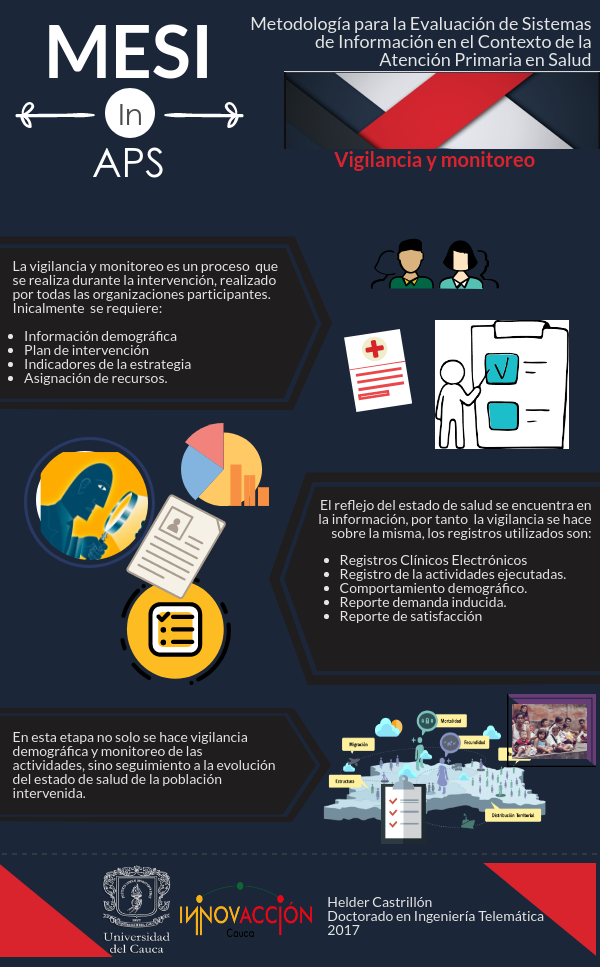 MESI
In
APS
Metodología para la Evaluación de Sistemas
de Información en el Contexto de la
Atención Primaria en Salud
Vigilancia y monitoreo
La vigilancia y monitoreo es un proceso que
se realiza durante la intervención, realizado
por todas las organizaciones participantes.
Inicalmente se requiere:
Información demográfica
Plan de intervención
Indicadores de la estrategia
Asignación de recursos.
El reflejo del estado de salud se encuentra en
la información, por tanto la vigilancia se hace
sobre la misma, los registros utilizados son:
Registros Clínicos Electrónicos
Registro de la actividades ejecutadas.
Comportamiento demográfico.
Reporte demanda inducida.
Reporte de satisfacción
En esta etapa no solo se hace vigilancia
demográfica y monitoreo de las
actividades, sino seguimiento a la evolución
del estado de salud de la población
intervenida.
Mortalidad
Migración
Fecundidad
Estructura
Distribución Territorial
Universidad
del Cauca
INNOVACCIÓN
Cauca
Helder Castrillón
Doctorado en Ingeniería Telemática
2017